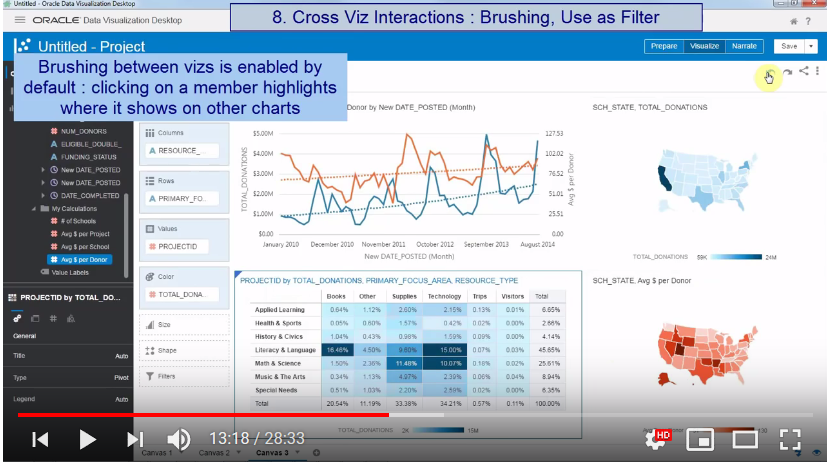 Untitled - Oracle Data Visualization Desktop
ORACLE Data Visualization Desktop
8. Cross Viz Interactions : Brushing, Use as Filter
Untitled - Project
Prepare Visualize Narrate Save
Brushing between vizs is enabled by
default : clicking on a member highlights
where it shows on other charts
NUM_DONORS
ELIGIBLE_DOUBLE_
FUNDING_STATUS
New DATE_POSTED
New DATE_POSTED
DATE_COMPLETED
My Calculations
# of Schools
Avg $ per Project
Avg $ per School
Avg $ per Donor
Value Labels
PROJECTID by TOTAL_DO...
General
Title Auto
Type Pivot
Legend Auto
Columns
RESOURCE_...
Rows
PRIMARY_FO...
Values
PROJECTID
Color
TOTAL_DONA...
Size
Shape
Filters
Donor by New DATE_POSTED (Month)
TOTAL_DONATIONS
$5.00M
$4.00M
$3.00M
$2.00M
$1.00M
$0.00
127.53
102.02
76.52
51.01
25.51
0.00
Avg $ per Donor
January 2010 December 2010 November 2011 October 2012 September 2013 August 2014
New DATE_POSTED (Month)
SCH_STATE, TOTAL_DONATIONS
TOTAL_DONATIONS 59K 24M
PROJECTID by TOTAL_DONATIONS, PRIMARY_FOCUS_AREA, RESOURCE_TYPE
Books Other Supplies Technology Trips Visitors Total
Applied Learning 0.64% 1.12% 2.60% 2.15% 0.13% 0.01% 6.65%
Health & Sports 0.05% 0.60% 1.57% 0.42% 0.02% 0.00% 2.66%
History & Civics 1.04% 0.43% 0.96% 1.59% 0.09% 0.00% 4.14%
Literacy & Language 16.46% 4.50% 9.60% 15.00% 0.07% 0.03% 45.65%
Math & Science 1.50% 2.36% 11.48% 10.07% 0.18% 0.02% 25.61%
Music & The Arts 0.34% 1.13% 4.97% 2.39% 0.06% 0.04% 8.94%
Special Needs 0.51% 1.03% 2.20% 2.59% 0.02% 0.00% 6.35%
Total 20.54% 11.19% 33.38% 34.21% 0.57% 0.11% 100.00%
TOTAL_DONATIONS 2K 15M
SCH_STATE, Avg $ per Donor
13:18 / 28:33
HD
Canvas 1 Canvas 2 Canvas 3